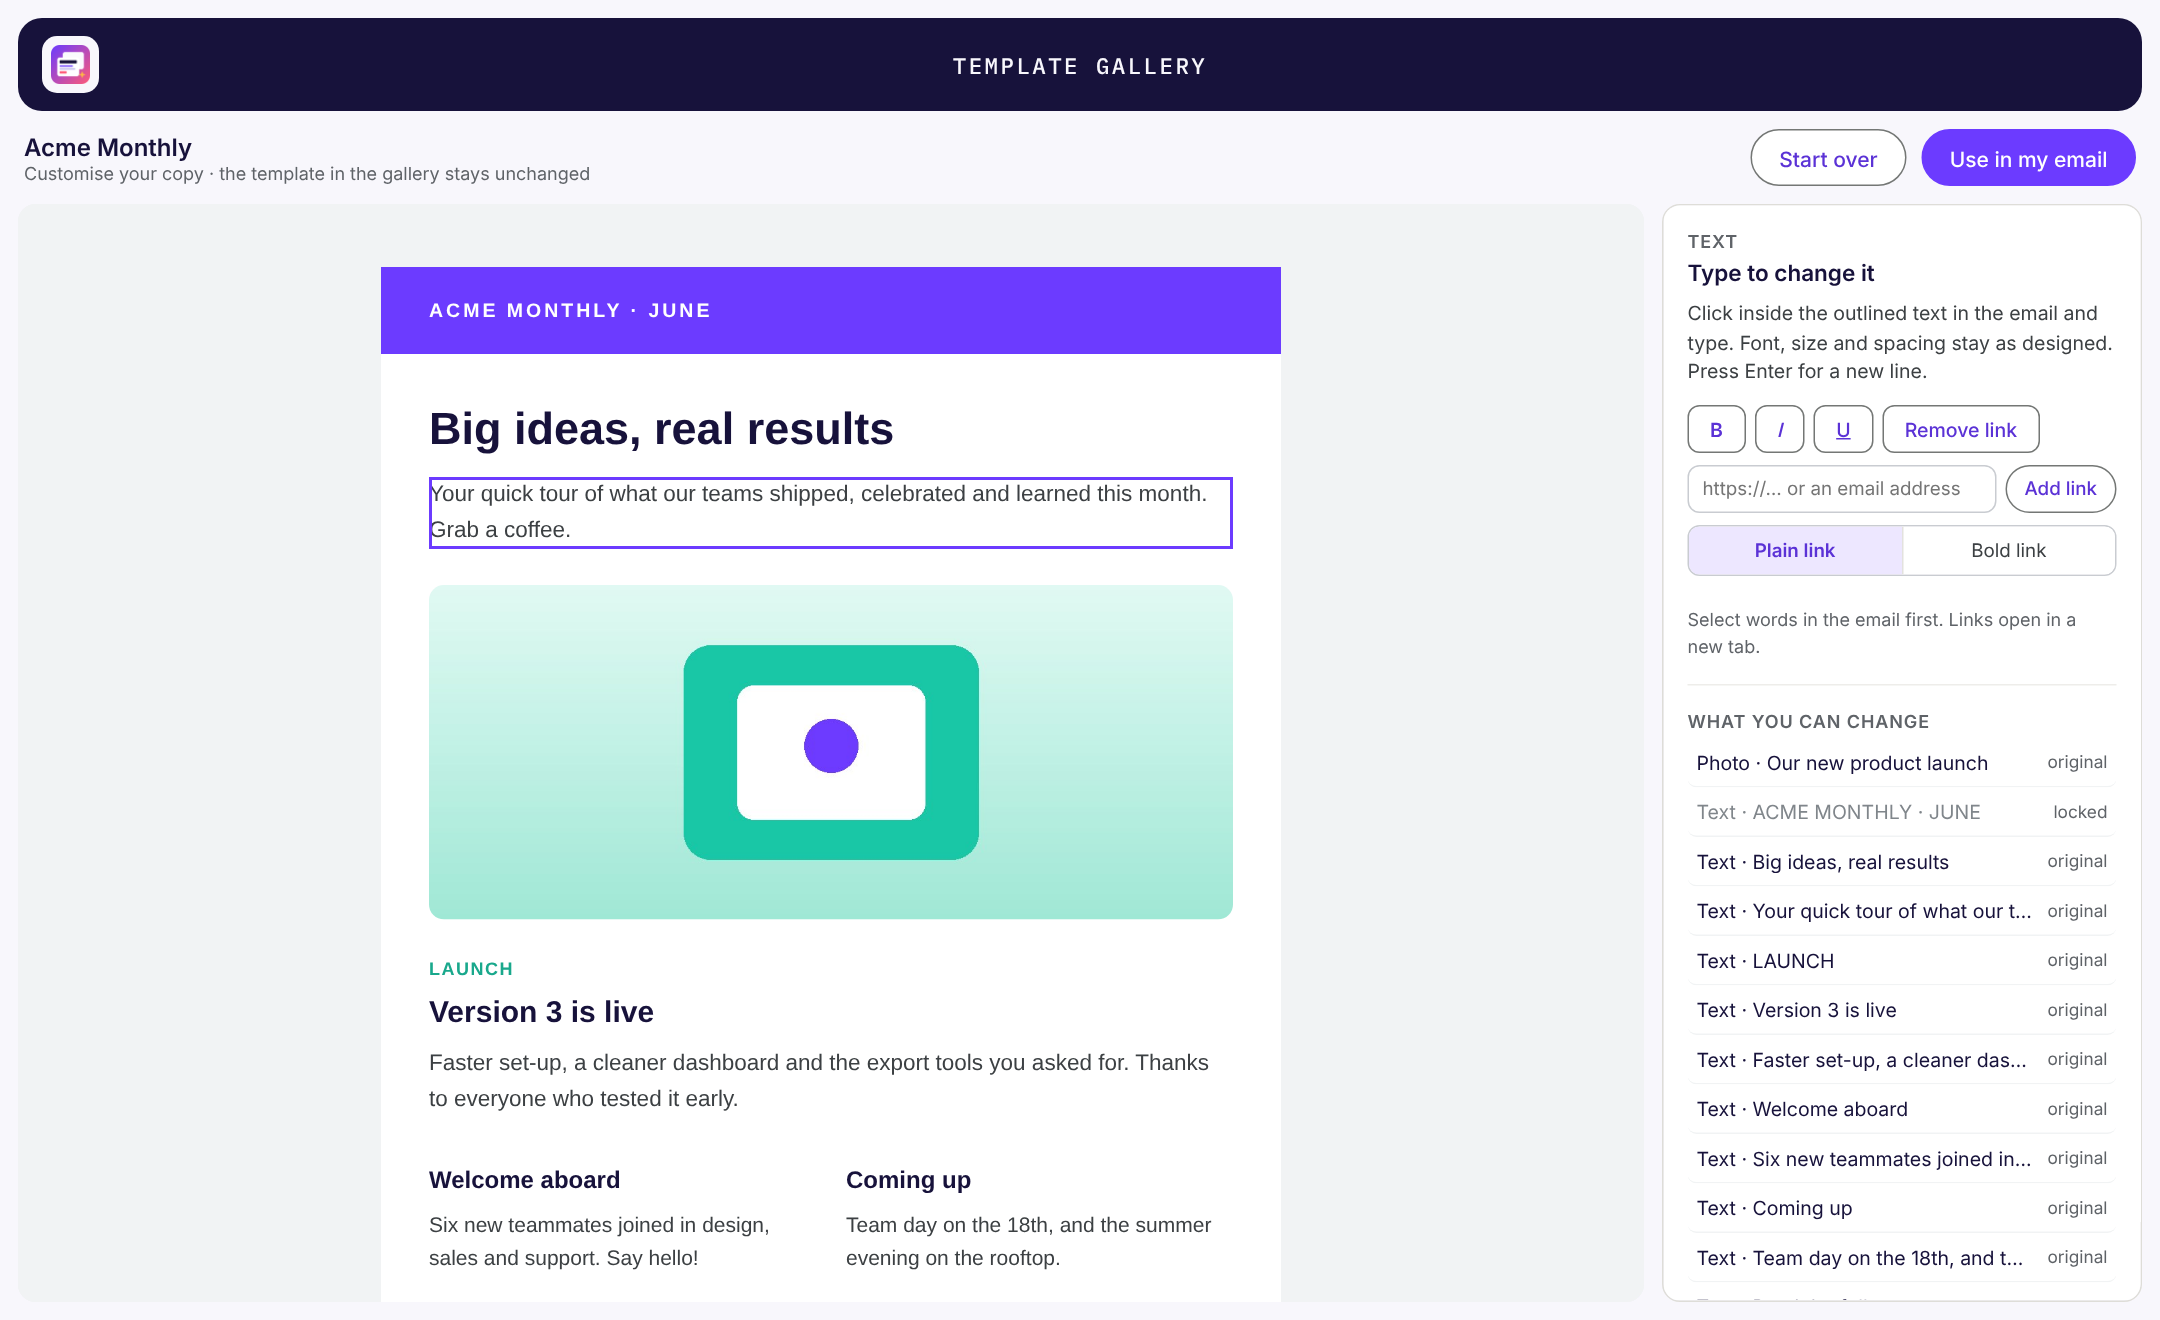 TEMPLATE GALLERY
Acme Monthly
Customise your copy · the template in the gallery stays unchanged
Start over
Use in my email
ACME MONTHLY · JUNE
Big ideas, real results
Your quick tour of what our teams shipped, celebrated and learned this month.
Grab a coffee.
LAUNCH
Version 3 is live
Faster set-up, a cleaner dashboard and the export tools you asked for. Thanks
to everyone who tested it early.
Welcome aboard
Six new teammates joined in design,
sales and support. Say hello!
Coming up
Team day on the 18th, and the summer
evening on the rooftop.
TEXT
Type to change it
Click inside the outlined text in the email and
type. Font, size and spacing stay as designed.
Press Enter for a new line.
B I U Remove link
https://... or an email address Add link
Plain link Bold link
Select words in the email first. Links open in a
new tab.
WHAT YOU CAN CHANGE
Photo · Our new product launch original
Text · ACME MONTHLY · JUNE locked
Text · Big ideas, real results original
Text · Your quick tour of what our t... original
Text · LAUNCH original
Text · Version 3 is live original
Text · Faster set-up, a cleaner das... original
Text · Welcome aboard original
Text · Six new teammates joined in... original
Text · Coming up original
Text · Team day on the 18th, and t... original